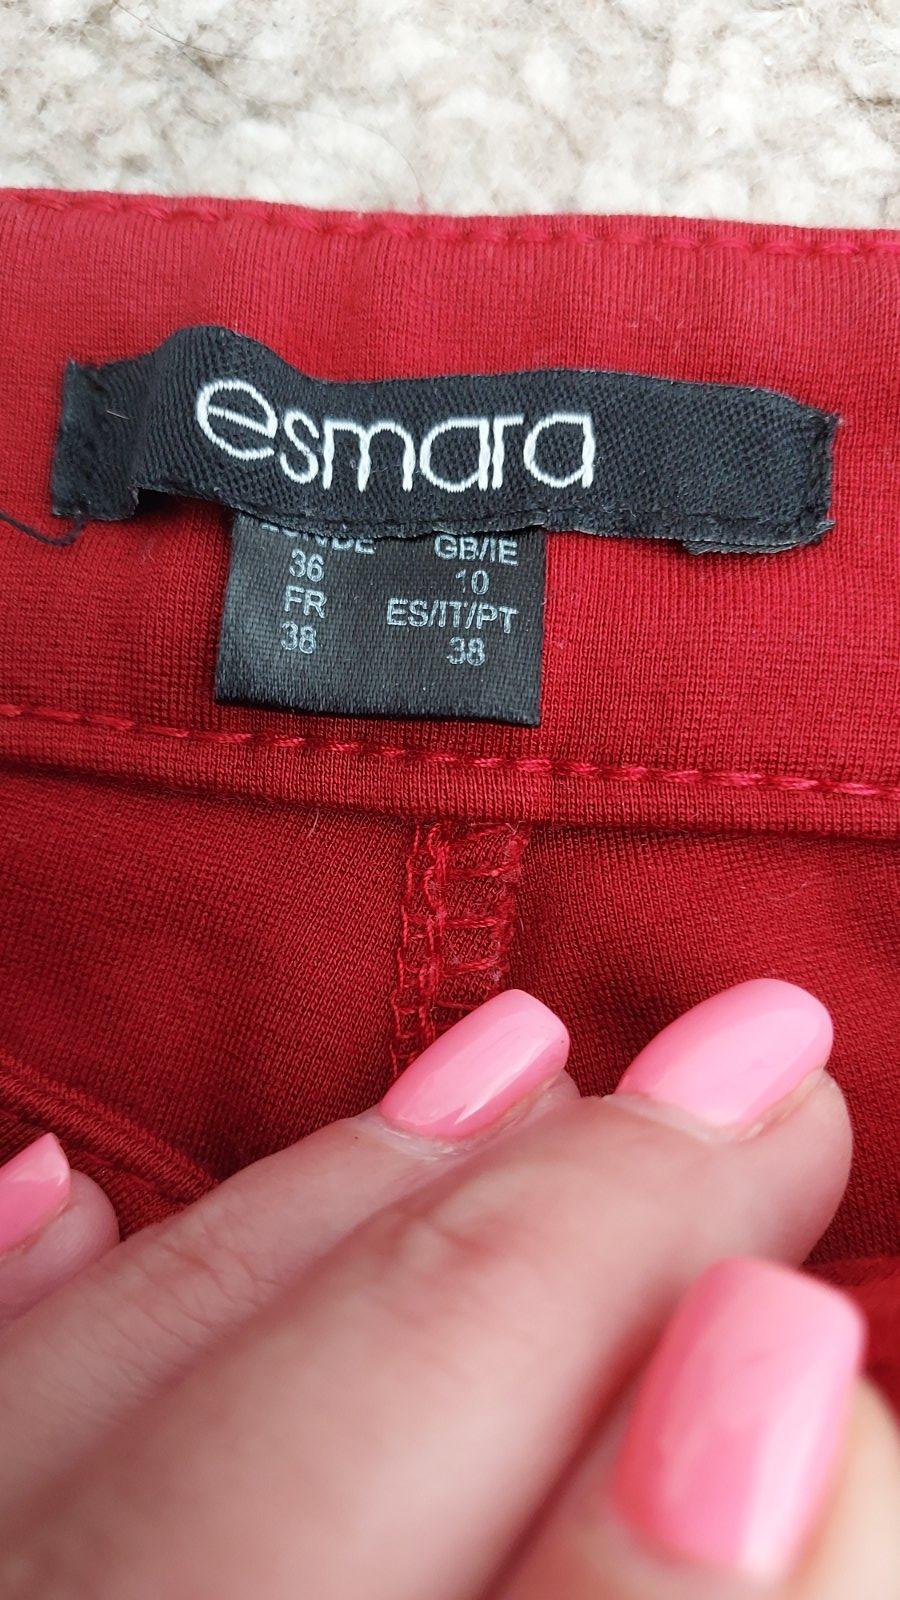 esmara
GB/IE
36 10
FR ES/IT/PT
38 38